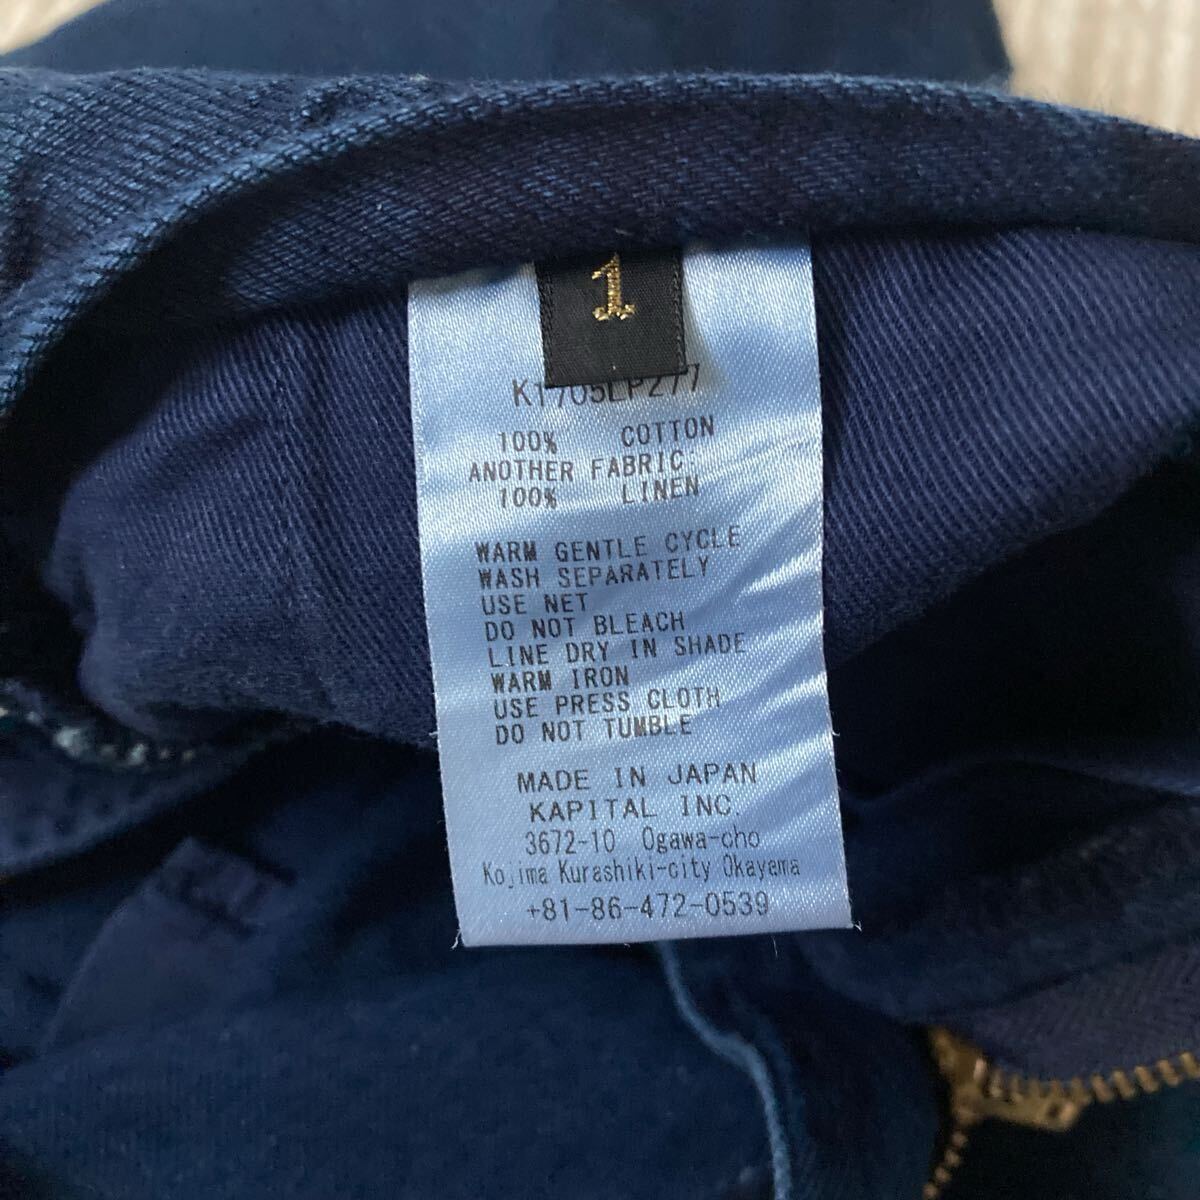 1
K1705LP277
100% COTTON
ANOTHER FABRIC:
100% LINEN
WARM GENTLE CYCLE
WASH SEPARATELY
USE NET
DO NOT BLEACH
LINE DRY IN SHADE
WARM IRON
USE PRESS CLOTH
DO NOT TUMBLE
MADE IN JAPAN
KAPITAL INC.
3672-10 Ogawa-cho
Kojima Kurashiki-city Okayama
+81-86-472-0539